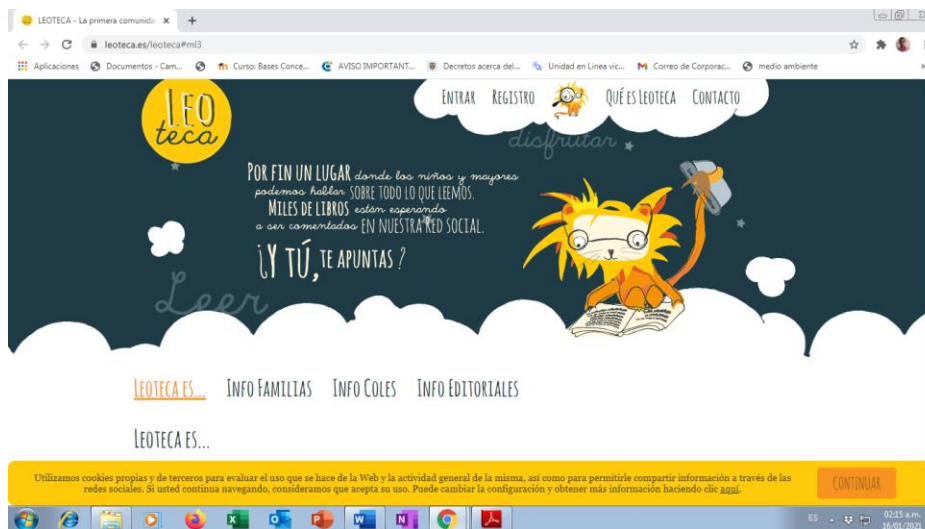 LEOTECA - La primera comunida
leoteca.es/leoteca#ml3
Aplicaciones Documentos - Cam... Curso: Bases Conce... AVISO IMPORTANT... Decretos acerca del... Unidad en Linea vic... Correo de Corporac... medio ambiente
LEO
teca
ENTRAR REGISTRO QUÉ ES LEOTECA CONTACTO
disfrutar
POR FIN UN LUGAR donde los niños y mayores
podemos hablar SOBRE TODO LO QUE LEEMOS.
MILES DE LIBROS están esperando
a ser comentados EN NUESTRA RED SOCIAL.
¿Y TÚ, TE APUNTAS?
Leer
LEOTECA ES... INFO FAMILIAS INFO COLES INFO EDITORIALES
LEOTECA ES...
Utilizamos cookies propias y de terceros para evaluar el uso que se hace de la Web y la actividad general de la misma, así como para permitirle compartir información a través de las
redes sociales. Si usted continua navegando, consideramos que acepta su uso. Puede cambiar la configuración y obtener más información haciendo clic aquí.
CONTINUAR
ES 02:15 a.m.
16/01/2021